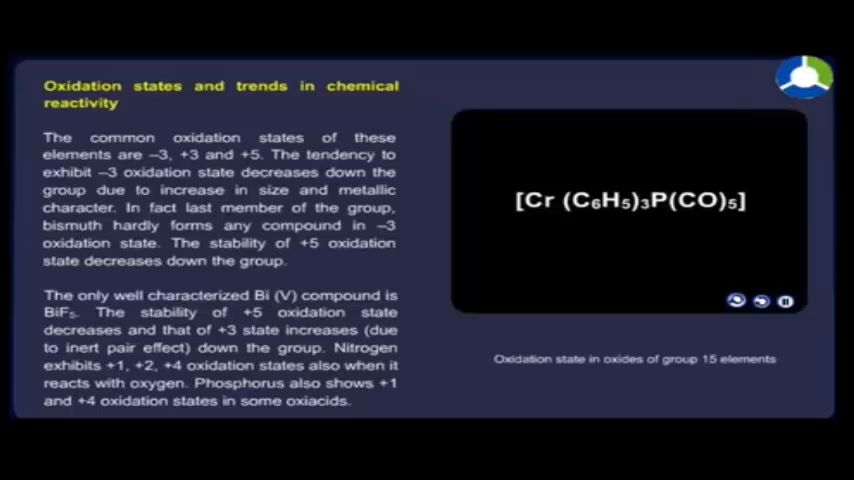 Oxidation states and trends in chemical
reactivity
The common oxidation states of these
elements are –3, +3 and +5. The tendency to
exhibit –3 oxidation state decreases down the
group due to increase in size and metallic
character. In fact last member of the group,
bismuth hardly forms any compound in –3
oxidation state. The stability of +5 oxidation
state decreases down the group.
The only well characterized Bi (V) compound is
BiF₅. The stability of +5 oxidation state
decreases and that of +3 state increases (due
to inert pair effect) down the group. Nitrogen
exhibits +1, +2, +4 oxidation states also when it
reacts with oxygen. Phosphorus also shows +1
and +4 oxidation states in some oxiacids.
[Cr (C₆H₅)₃P(CO)₅]
Oxidation state in oxides of group 15 elements